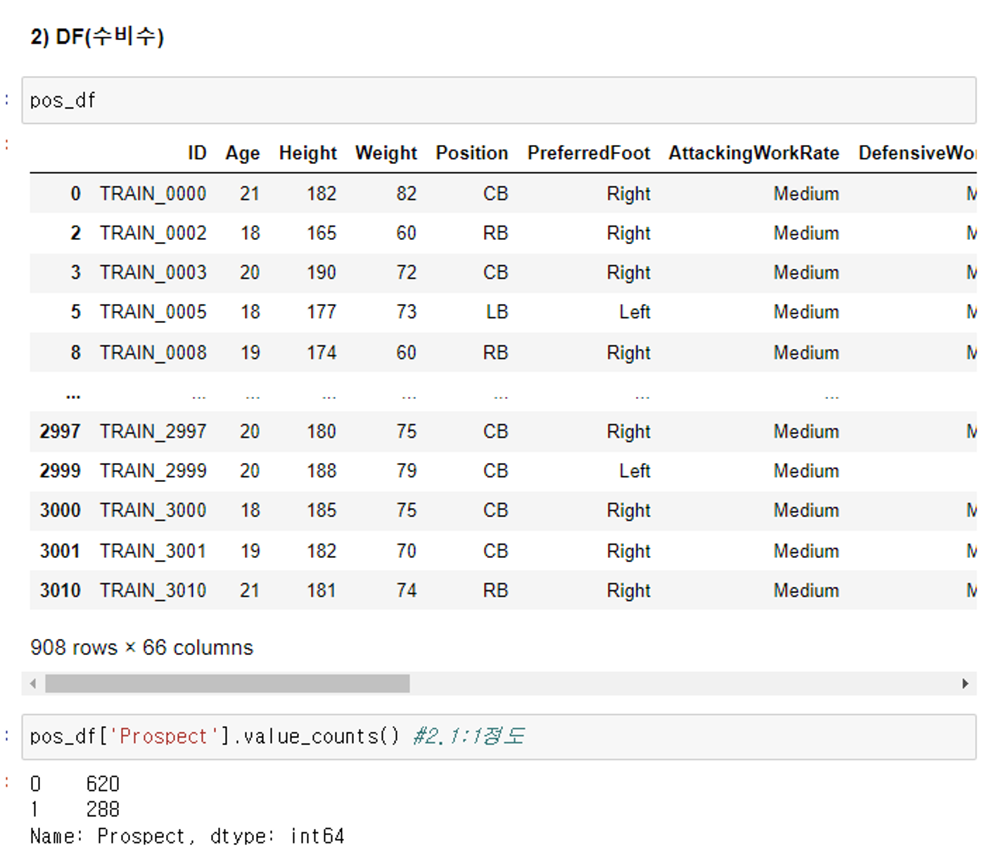 2) DF(수비수)
: pos_df
:
ID Age Height Weight Position PreferredFoot AttackingWorkRate DefensiveWor
0 TRAIN_0000 21 182 82 CB Right Medium M
2 TRAIN_0002 18 165 60 RB Right Medium M
3 TRAIN_0003 20 190 72 CB Right Medium M
5 TRAIN_0005 18 177 73 LB Left Medium M
8 TRAIN_0008 19 174 60 RB Right Medium M
... ... ... ... ... ... ... ...
2997 TRAIN_2997 20 180 75 CB Right Medium M
2999 TRAIN_2999 20 188 79 CB Left Medium
3000 TRAIN_3000 18 185 75 CB Right Medium M
3001 TRAIN_3001 19 182 70 CB Right Medium M
3010 TRAIN_3010 21 181 74 RB Right Medium M
908 rows × 66 columns
: pos_df['Prospect'].value_counts() #2.1:1정도
: 0 620
1 288
Name: Prospect, dtype: int64